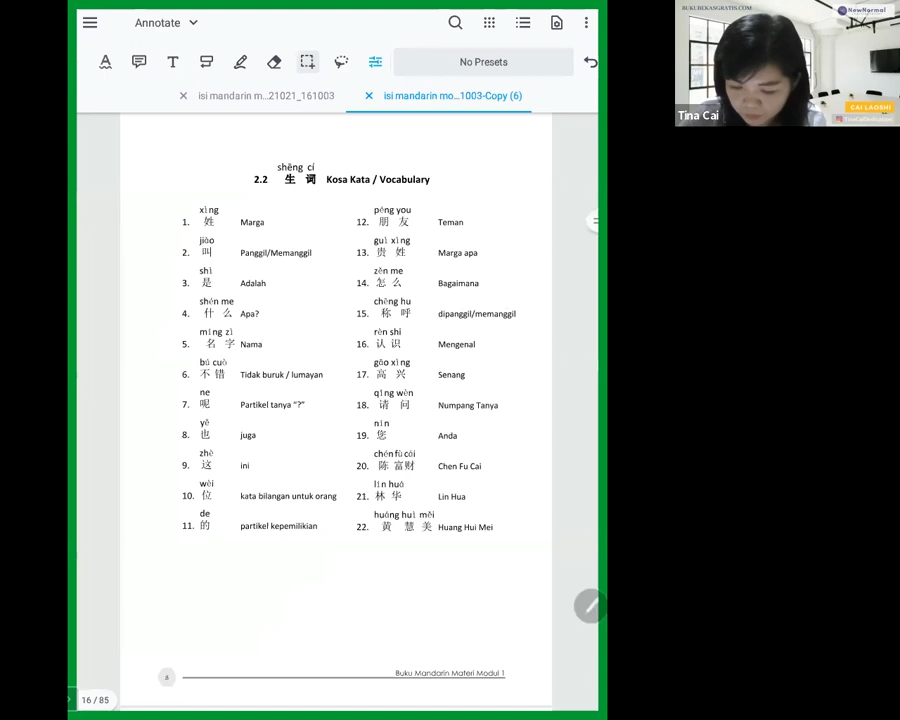 Annotate
No Presets
isi mandarin m...21021_161003
isi mandarin mo...1003-Copy (6)
shēng cí
2.2 生 词 Kosa Kata / Vocabulary
xìng
1. 姓 Marga
jiào
2. 叫 Panggil/Memanggil
shì
3. 是 Adalah
shén me
4. 什 么 Apa?
míng zì
5. 名 字 Nama
bú cuò
6. 不 错 Tidak buruk / lumayan
ne
7. 呢 Partikel tanya "?"
yě
8. 也 juga
zhè
9. 这 ini
wèi
10. 位 kata bilangan untuk orang
de
11. 的 partikel kepemilikian
péng you
12. 朋 友 Teman
guì xìng
13. 贵 姓 Marga apa
zěn me
14. 怎 么 Bagaimana
chēng hu
15. 称 呼 dipanggil/memanggil
rèn shi
16. 认 识 Mengenal
gāo xìng
17. 高 兴 Senang
qǐng wèn
18. 请 问 Numpang Tanya
nín
19. 您 Anda
chén fù cái
20. 陈 富财 Chen Fu Cai
lín huá
21. 林 华 Lin Hua
huáng huì měi
22. 黄 慧 美 Huang Hui Mei
Buku Mandarin Materi Modul 1
16 / 85
BUKUBEKASGRATIS.COM
NewNormal
Tina Cai
CAI LAOSHI